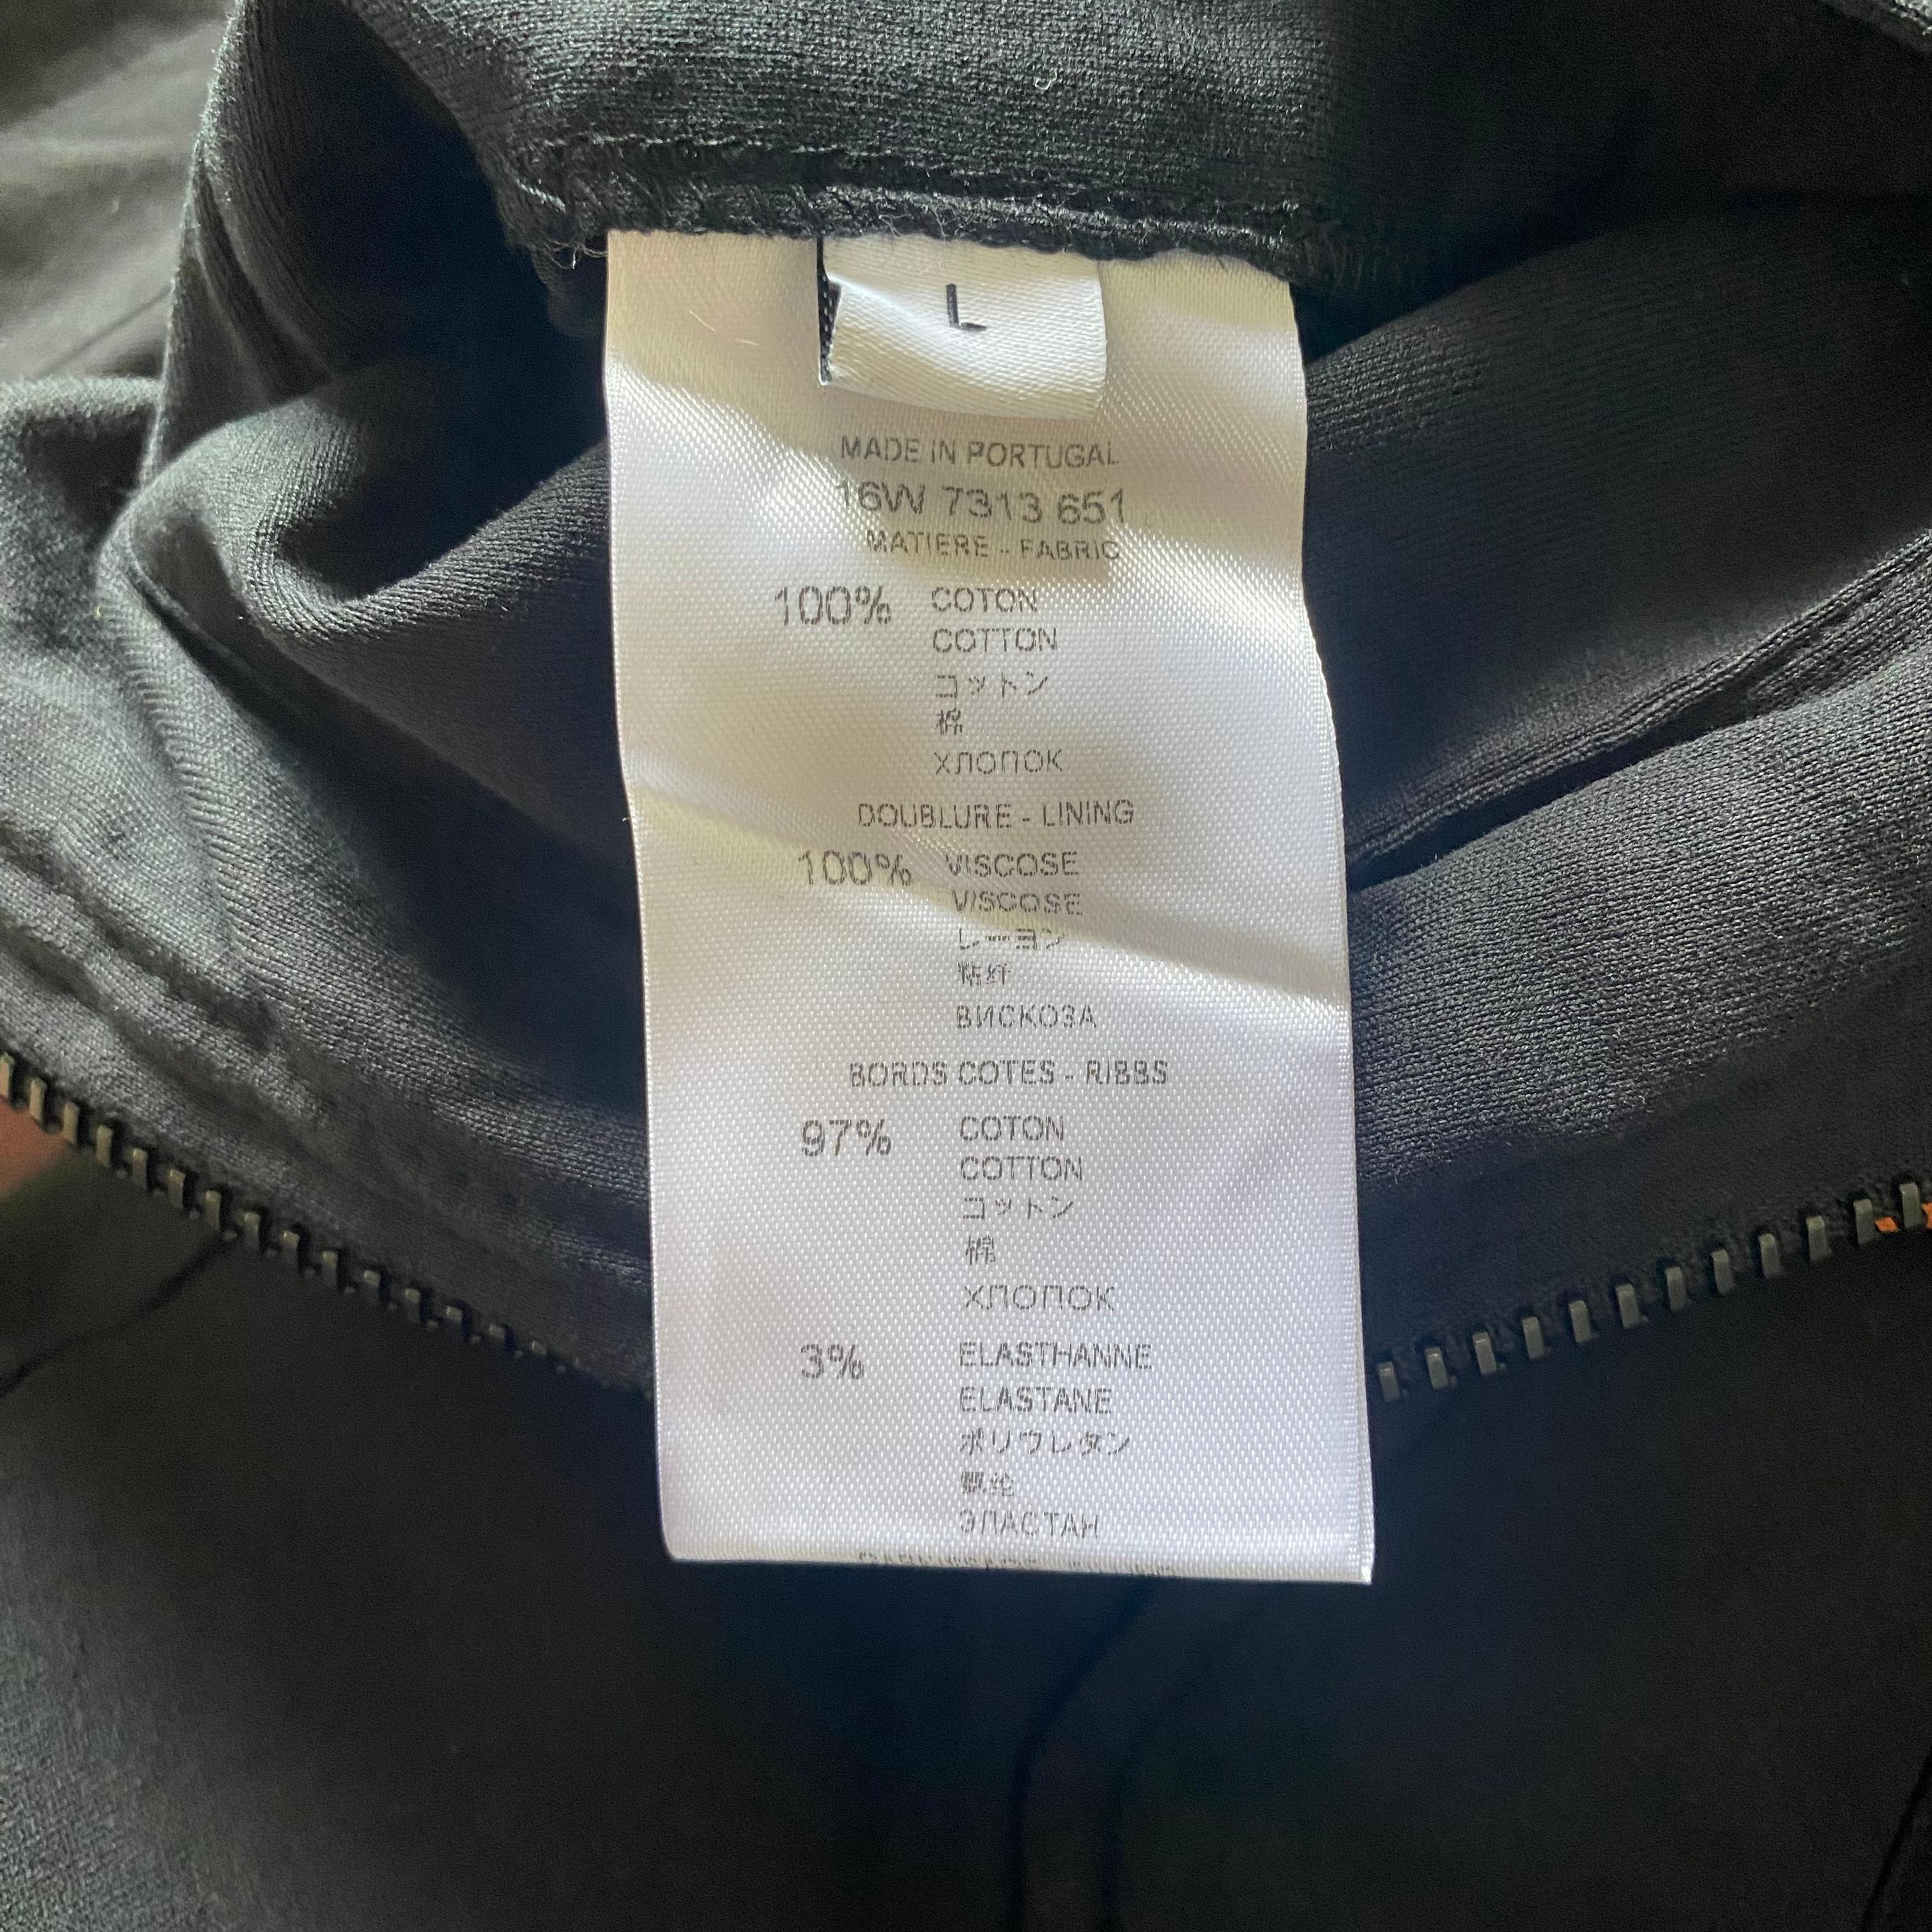 L
MADE IN PORTUGAL
16W 7313 651
MATIERE - FABRIC
100% COTON
COTTON
コットン
棉
ХЛОПОК
DOUBLURE - LINING
100% VISCOSE
VISCOSE
レーヨン
粘纤
ВИСКОЗА
BORDS COTES - RIBBS
97% COTON
COTTON
コットン
棉
ХЛОПОК
3% ELASTHANNE
ELASTANE
ポリウレタン
氨纶
ЭЛАСТАН